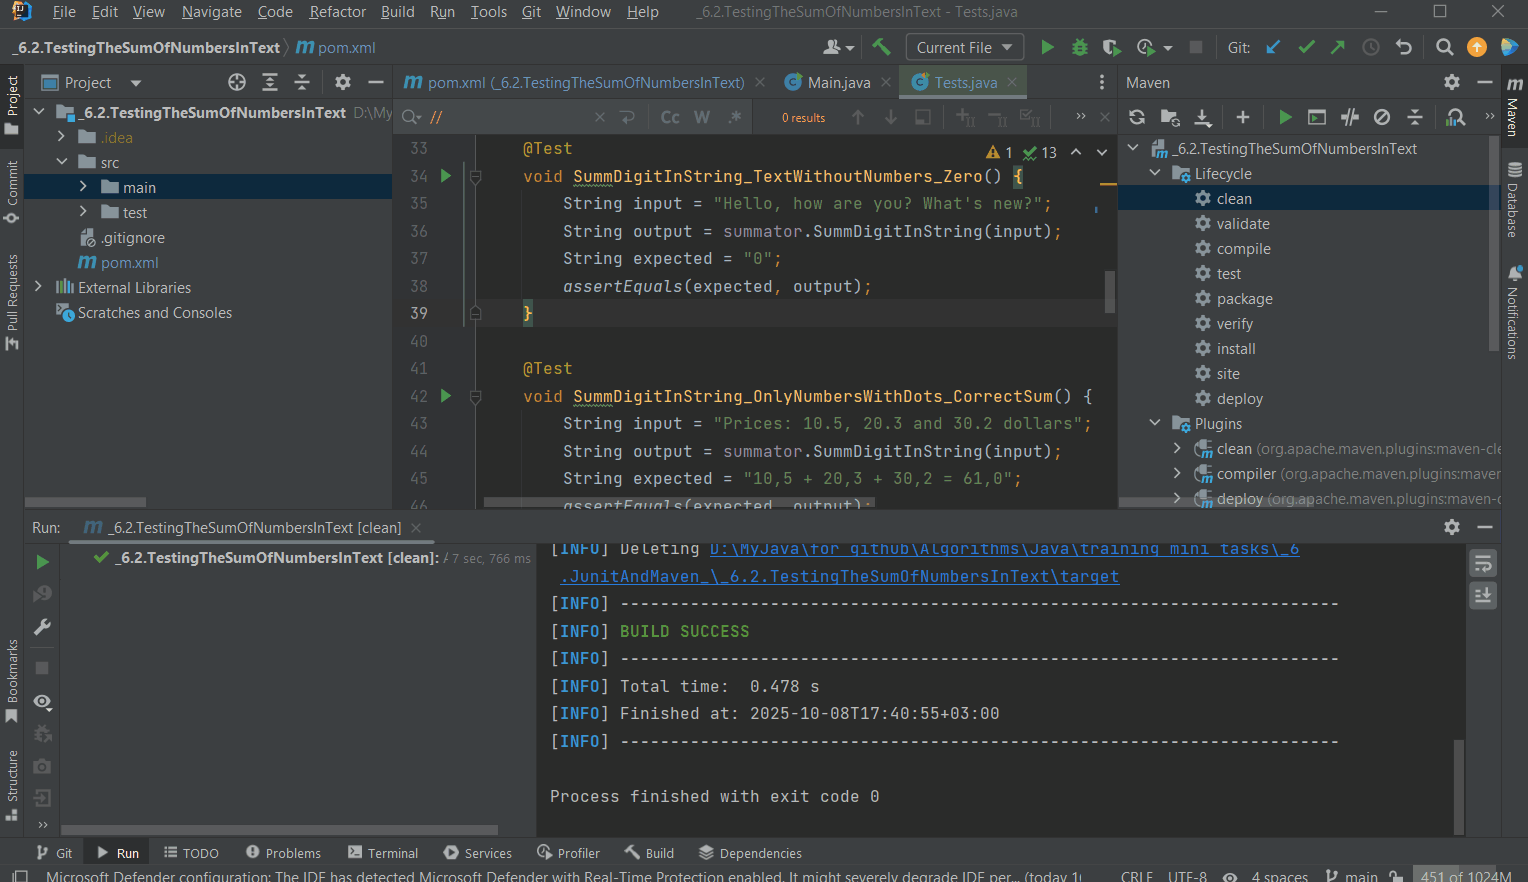 File Edit View Navigate Code Refactor Build Run Tools Git Window Help _6.2.TestingTheSumOfNumbersInText - Tests.java
_6.2.TestingTheSumOfNumbersInText m pom.xml Current File Git:
Project
pom.xml (_6.2.TestingTheSumOfNumbersInText) Main.java Tests.java
Maven
// Cc W .* 0 results
_6.2.TestingTheSumOfNumbersInText D:\My
.idea
src
main
test
.gitignore
pom.xml
External Libraries
Scratches and Consoles
33 @Test
1 13
34 void SummDigitInString_TextWithoutNumbers_Zero() {
35 String input = "Hello, how are you? What's new?";
36 String output = summator.SummDigitInString(input);
37 String expected = "0";
38 assertEquals(expected, output);
39 }
40
41 @Test
42 void SummDigitInString_OnlyNumbersWithDots_CorrectSum() {
43 String input = "Prices: 10.5, 20.3 and 30.2 dollars";
44 String output = summator.SummDigitInString(input);
45 String expected = "10,5 + 20,3 + 30,2 = 61,0";
46 assertEquals(expected, output);
_6.2.TestingTheSumOfNumbersInText
Lifecycle
clean
validate
compile
test
package
verify
install
site
deploy
Plugins
clean (org.apache.maven.plugins:maven-cle
compiler (org.apache.maven.plugins:maven
deploy (org.apache.maven.plugins:maven-d
Project
Commit
Pull Requests
Bookmarks
Structure
Maven
Database
Notifications
Run: _6.2.TestingTheSumOfNumbersInText [clean]
_6.2.TestingTheSumOfNumbersInText [clean]: 7 sec, 766 ms
[INFO] Deleting D:\MyJava\for github\Algorithms\Java\training mini tasks\_6
.JunitAndMaven_\_6.2.TestingTheSumOfNumbersInText\target
[INFO] ------------------------------------------------------------------------
[INFO] BUILD SUCCESS
[INFO] ------------------------------------------------------------------------
[INFO] Total time:  0.478 s
[INFO] Finished at: 2025-10-08T17:40:55+03:00
[INFO] ------------------------------------------------------------------------
Process finished with exit code 0
Git Run TODO Problems Terminal Services Profiler Build Dependencies
Microsoft Defender configuration: The IDE has detected Microsoft Defender with Real-Time Protection enabled. It might severely degrade IDE per... (today 1 CRLF UTF-8 4 spaces main 451 of 1024M